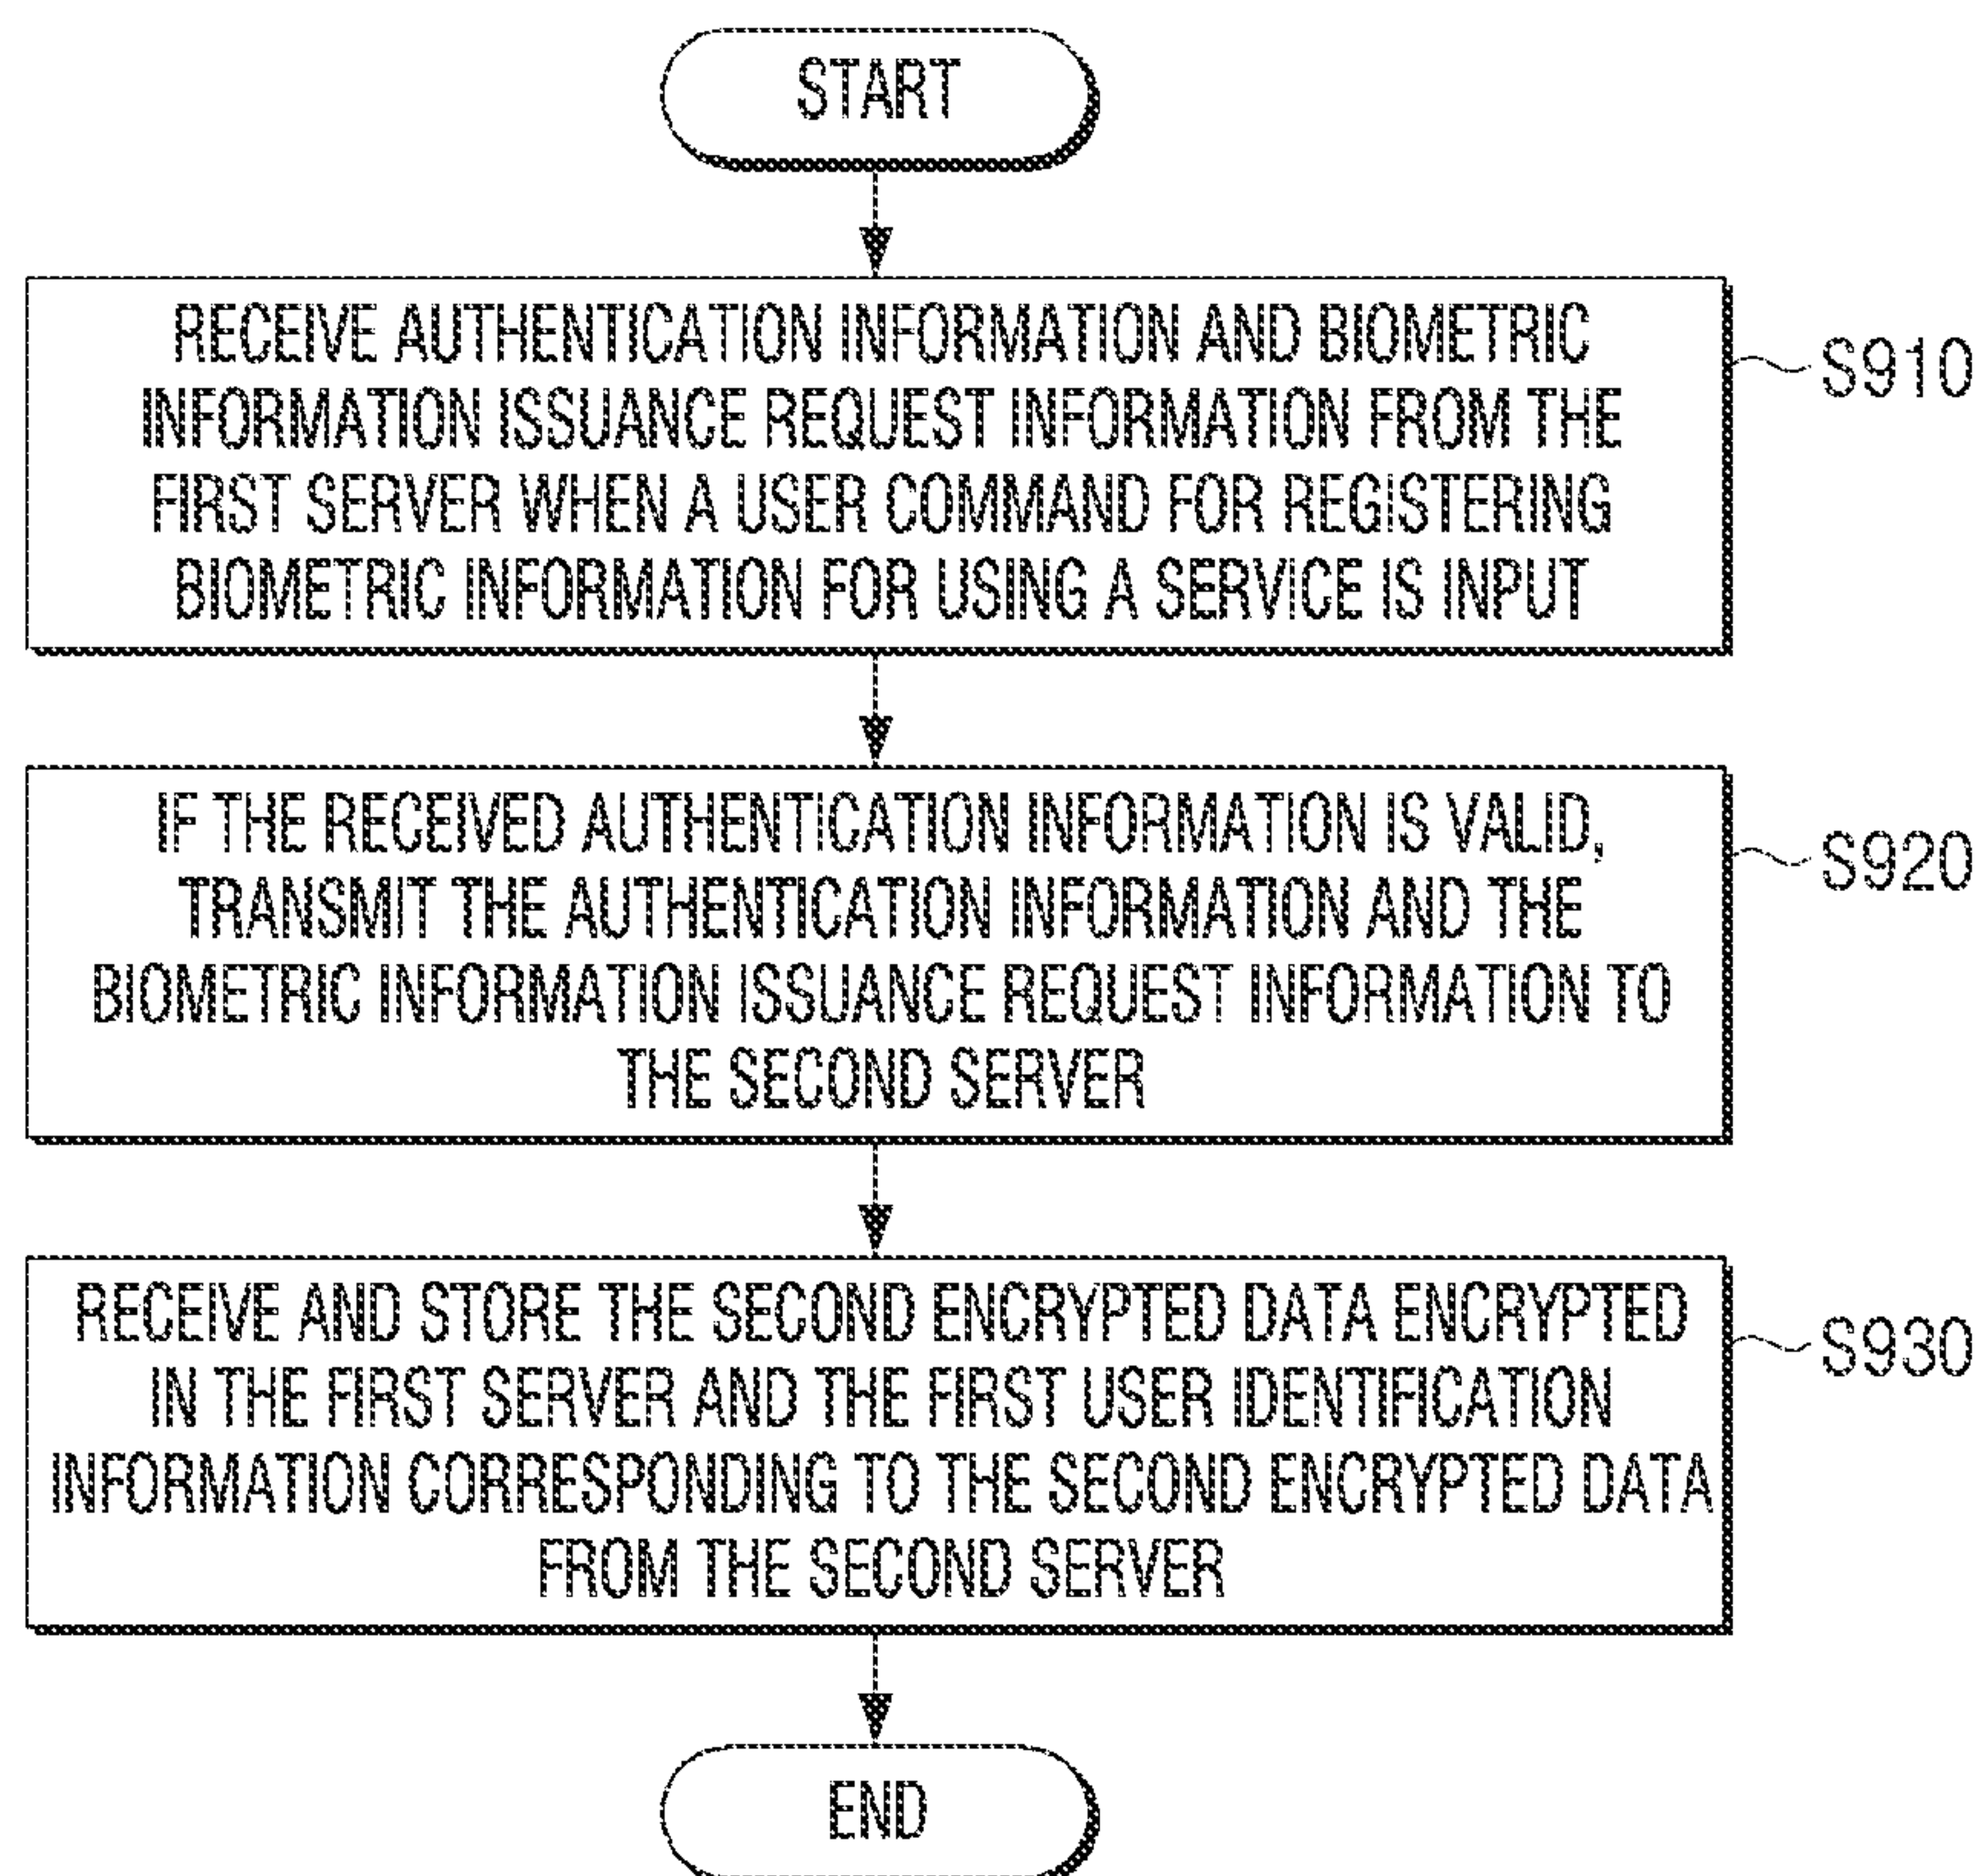 START
RECEIVE AUTHENTICATION INFORMATION AND BIOMETRIC
INFORMATION ISSUANCE REQUEST INFORMATION FROM THE
FIRST SERVER WHEN A USER COMMAND FOR REGISTERING
BIOMETRIC INFORMATION FOR USING A SERVICE IS INPUT
S910
IF THE RECEIVED AUTHENTICATION INFORMATION IS VALID,
TRANSMIT THE AUTHENTICATION INFORMATION AND THE
BIOMETRIC INFORMATION ISSUANCE REQUEST INFORMATION TO
THE SECOND SERVER
S920
RECEIVE AND STORE THE SECOND ENCRYPTED DATA ENCRYPTED
IN THE FIRST SERVER AND THE FIRST USER IDENTIFICATION
INFORMATION CORRESPONDING TO THE SECOND ENCRYPTED DATA
FROM THE SECOND SERVER
S930
END